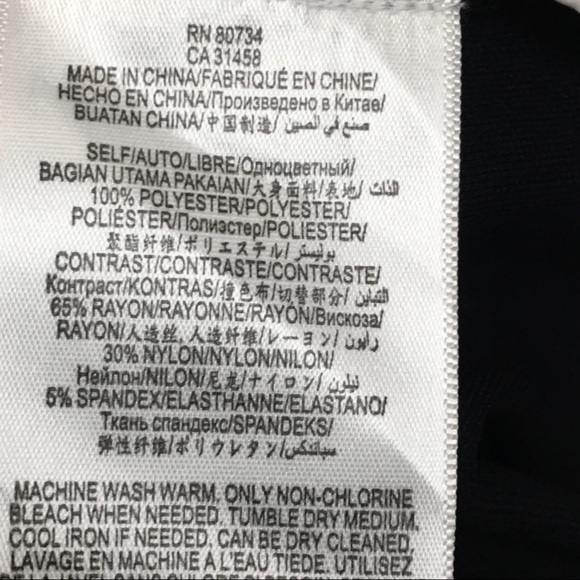 RN 80734
CA 31458
MADE IN CHINA/FABRIQUÉ EN CHINE/
HECHO EN CHINA/Произведено в Китае/
BUATAN CHINA/中国制造/ صنع في الصين
SELF/AUTO/LIBRE/Одноцветный/
BAGIAN UTAMA PAKAIAN/大身面料/表地/ الذات
100% POLYESTER/POLYESTER/
POLIÉSTER/Полиэстер/POLIESTER/
聚酯纤维/ポリエステル/ بوليستر
CONTRAST/CONTRASTE/CONTRASTE/
Контраст/KONTRAS/撞色布/切替部分/ التباين
65% RAYON/RAYONNE/RAYÓN/Вискоза/
RAYON/人造丝,人造纤维/レーヨン/ رايون
30% NYLON/NYLON/NILON/
Нейлон/NILON/尼龙/ナイロン/ نيلون
5% SPANDEX/ELASTHANNE/ELASTANO/
Ткань спандекс/SPANDEKS/
弹性纤维/ポリウレタン/سباندكس
MACHINE WASH WARM. ONLY NON-CHLORINE
BLEACH WHEN NEEDED. TUMBLE DRY MEDIUM.
COOL IRON IF NEEDED. CAN BE DRY CLEANED.
LAVAGE EN MACHINE À L'EAU TIÈDE. UTILISEZ